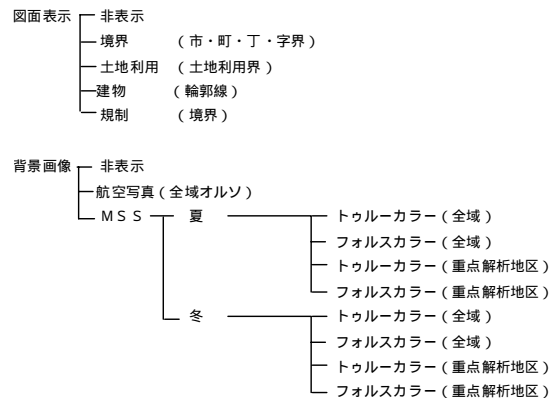 図面表示 非表示
境界 (市・町・丁・字界)
土地利用 (土地利用界)
建物 (輪郭線)
規制 (境界)
背景画像 非表示
航空写真(全域オルソ)
MSS 夏 トゥルーカラー(全域)
フォルスカラー(全域)
トゥルーカラー(重点解析地区)
フォルスカラー(重点解析地区)
冬 トゥルーカラー(全域)
フォルスカラー(全域)
トゥルーカラー(重点解析地区)
フォルスカラー(重点解析地区)